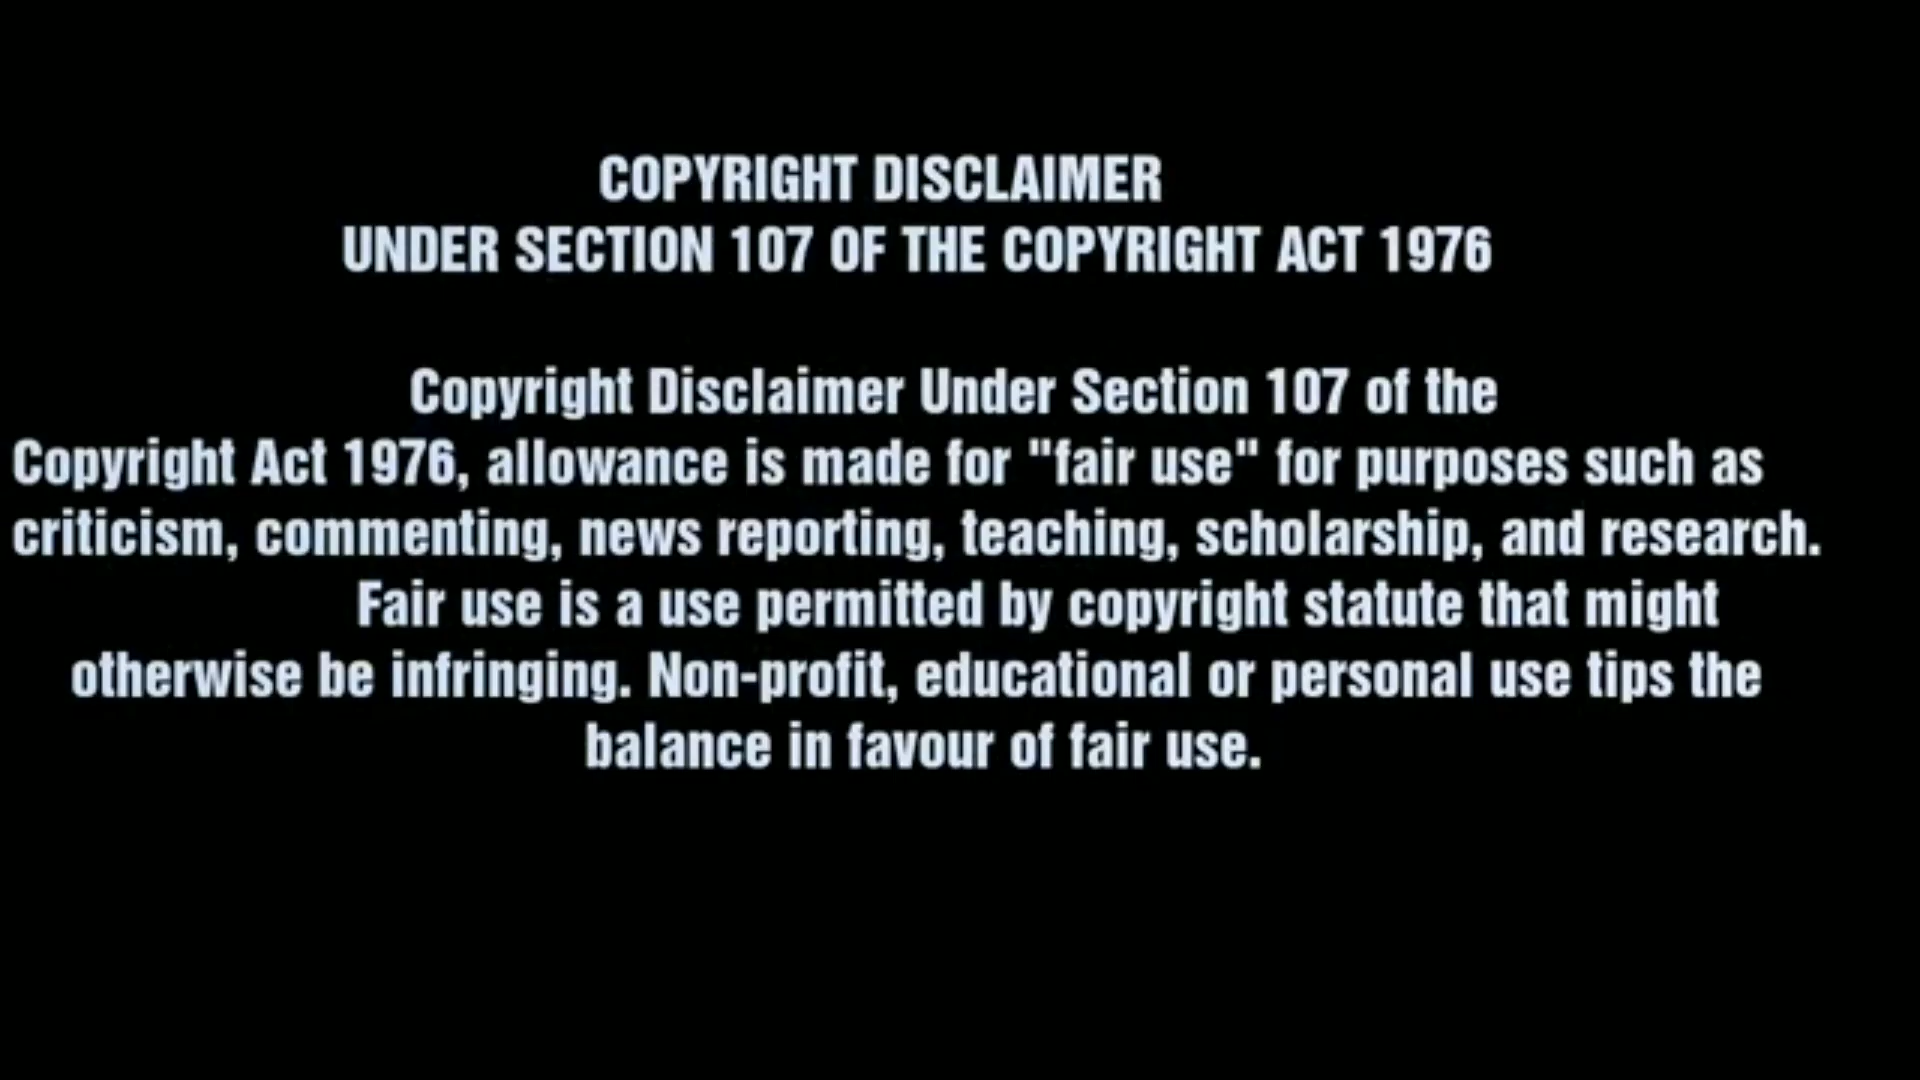 COPYRIGHT DISCLAIMER
UNDER SECTION 107 OF THE COPYRIGHT ACT 1976
Copyright Disclaimer Under Section 107 of the
Copyright Act 1976, allowance is made for "fair use" for purposes such as
criticism, commenting, news reporting, teaching, scholarship, and research.
Fair use is a use permitted by copyright statute that might
otherwise be infringing. Non-profit, educational or personal use tips the
balance in favour of fair use.